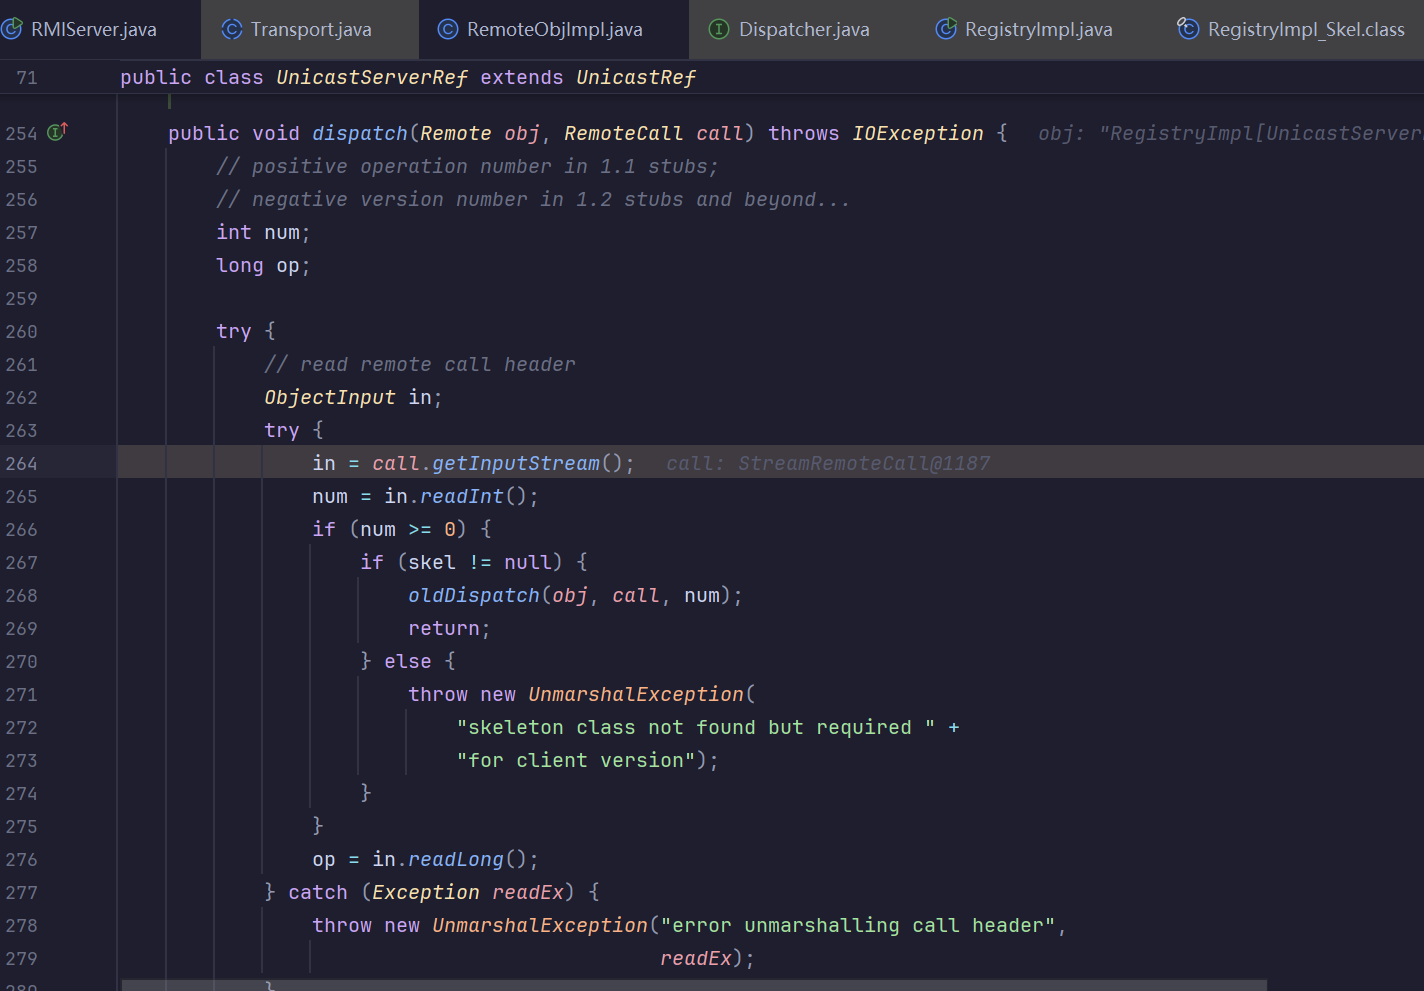 RMIServer.java Transport.java RemoteObjImpl.java Dispatcher.java RegistryImpl.java RegistryImpl_Skel.class
71 public class UnicastServerRef extends UnicastRef
254 public void dispatch(Remote obj, RemoteCall call) throws IOException { obj: "RegistryImpl[UnicastServer
255 // positive operation number in 1.1 stubs;
256 // negative version number in 1.2 stubs and beyond...
257 int num;
258 long op;
259
260 try {
261 // read remote call header
262 ObjectInput in;
263 try {
264 in = call.getInputStream(); call: StreamRemoteCall@1187
265 num = in.readInt();
266 if (num >= 0) {
267 if (skel != null) {
268 oldDispatch(obj, call, num);
269 return;
270 } else {
271 throw new UnmarshalException(
272 "skeleton class not found but required " +
273 "for client version");
274 }
275 }
276 op = in.readLong();
277 } catch (Exception readEx) {
278 throw new UnmarshalException("error unmarshalling call header",
279 readEx);
280 }